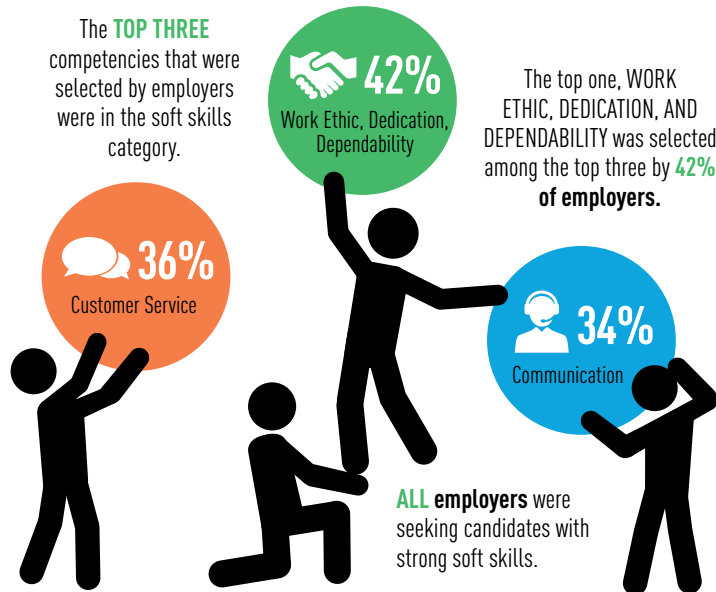 The TOP THREE
competencies that were
selected by employers
were in the soft skills
category.
42%
Work Ethic, Dedication,
Dependability
The top one, WORK
ETHIC, DEDICATION, AND
DEPENDABILITY was selected
among the top three by 42%
of employers.
36%
Customer Service
34%
Communication
ALL employers were
seeking candidates with
strong soft skills.